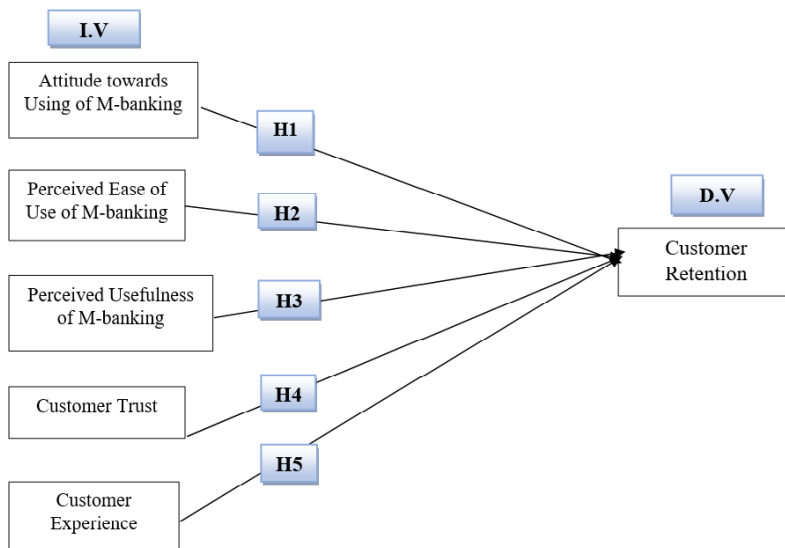 I.V
Attitude towards
Using of M-banking
H1
Perceived Ease of
Use of M-banking
H2
D.V
Customer
Retention
Perceived Usefulness
of M-banking
H3
Customer Trust
H4
H5
Customer
Experience